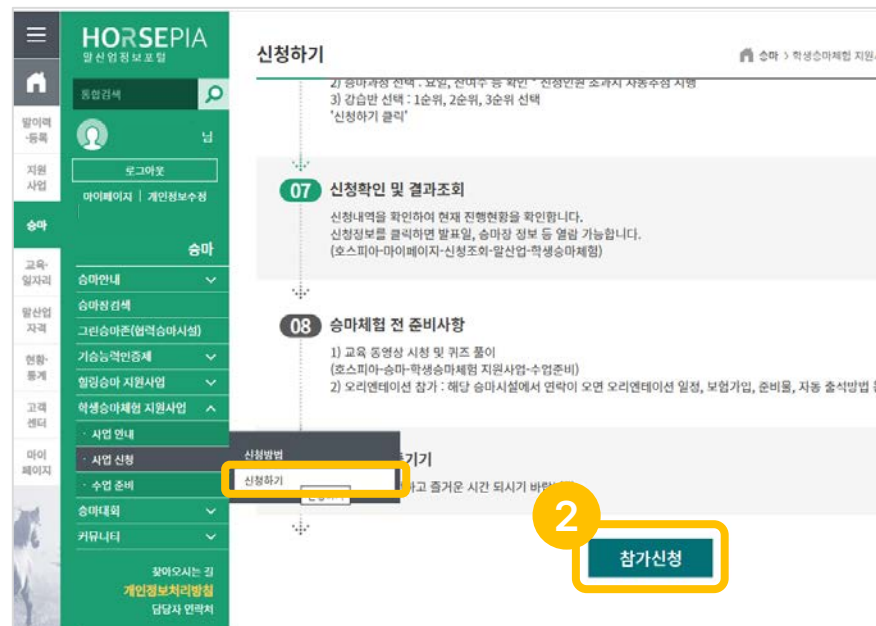 HORSEPIA
말산업정보포털
통합검색
님
로그아웃
마이페이지 | 개인정보수정
말이력
·등록
지원
사업
승마
교육·
일자리
말산업
자격
현황·
통계
고객
센터
마이
페이지
승마
승마안내
승마장검색
그린승마존(협력승마시설)
기승능력인증제
힐링승마 지원사업
학생승마체험 지원사업
· 사업 안내
· 사업 신청
· 수업 준비
승마대회
커뮤니티
찾아오시는 길
개인정보처리방침
담당자 연락처
신청방법
신청하기
신청하기
승마 > 학생승마체험 지원
2) 승마과정 선택 : 요일, 잔여수 등 확인 * 신청인원 초과시 자동추첨 시행
3) 강습반 선택 : 1순위, 2순위, 3순위 선택
'신청하기 클릭'
07 신청확인 및 결과조회
신청내역을 확인하여 현재 진행현황을 확인합니다.
신청정보를 클릭하면 발표일, 승마장 정보 등 열람 가능합니다.
(호스피아-마이페이지-신청조회-말산업-학생승마체험)
08 승마체험 전 준비사항
1) 교육 동영상 시청 및 퀴즈 풀이
(호스피아-승마-학생승마체험 지원사업-수업준비)
2) 오리엔테이션 참가 : 해당 승마시설에서 연락이 오면 오리엔테이션 일정, 보험가입, 준비물, 자동 출석방법
기기
하고 즐거운 시간 되시기 바랍
2
참가신청